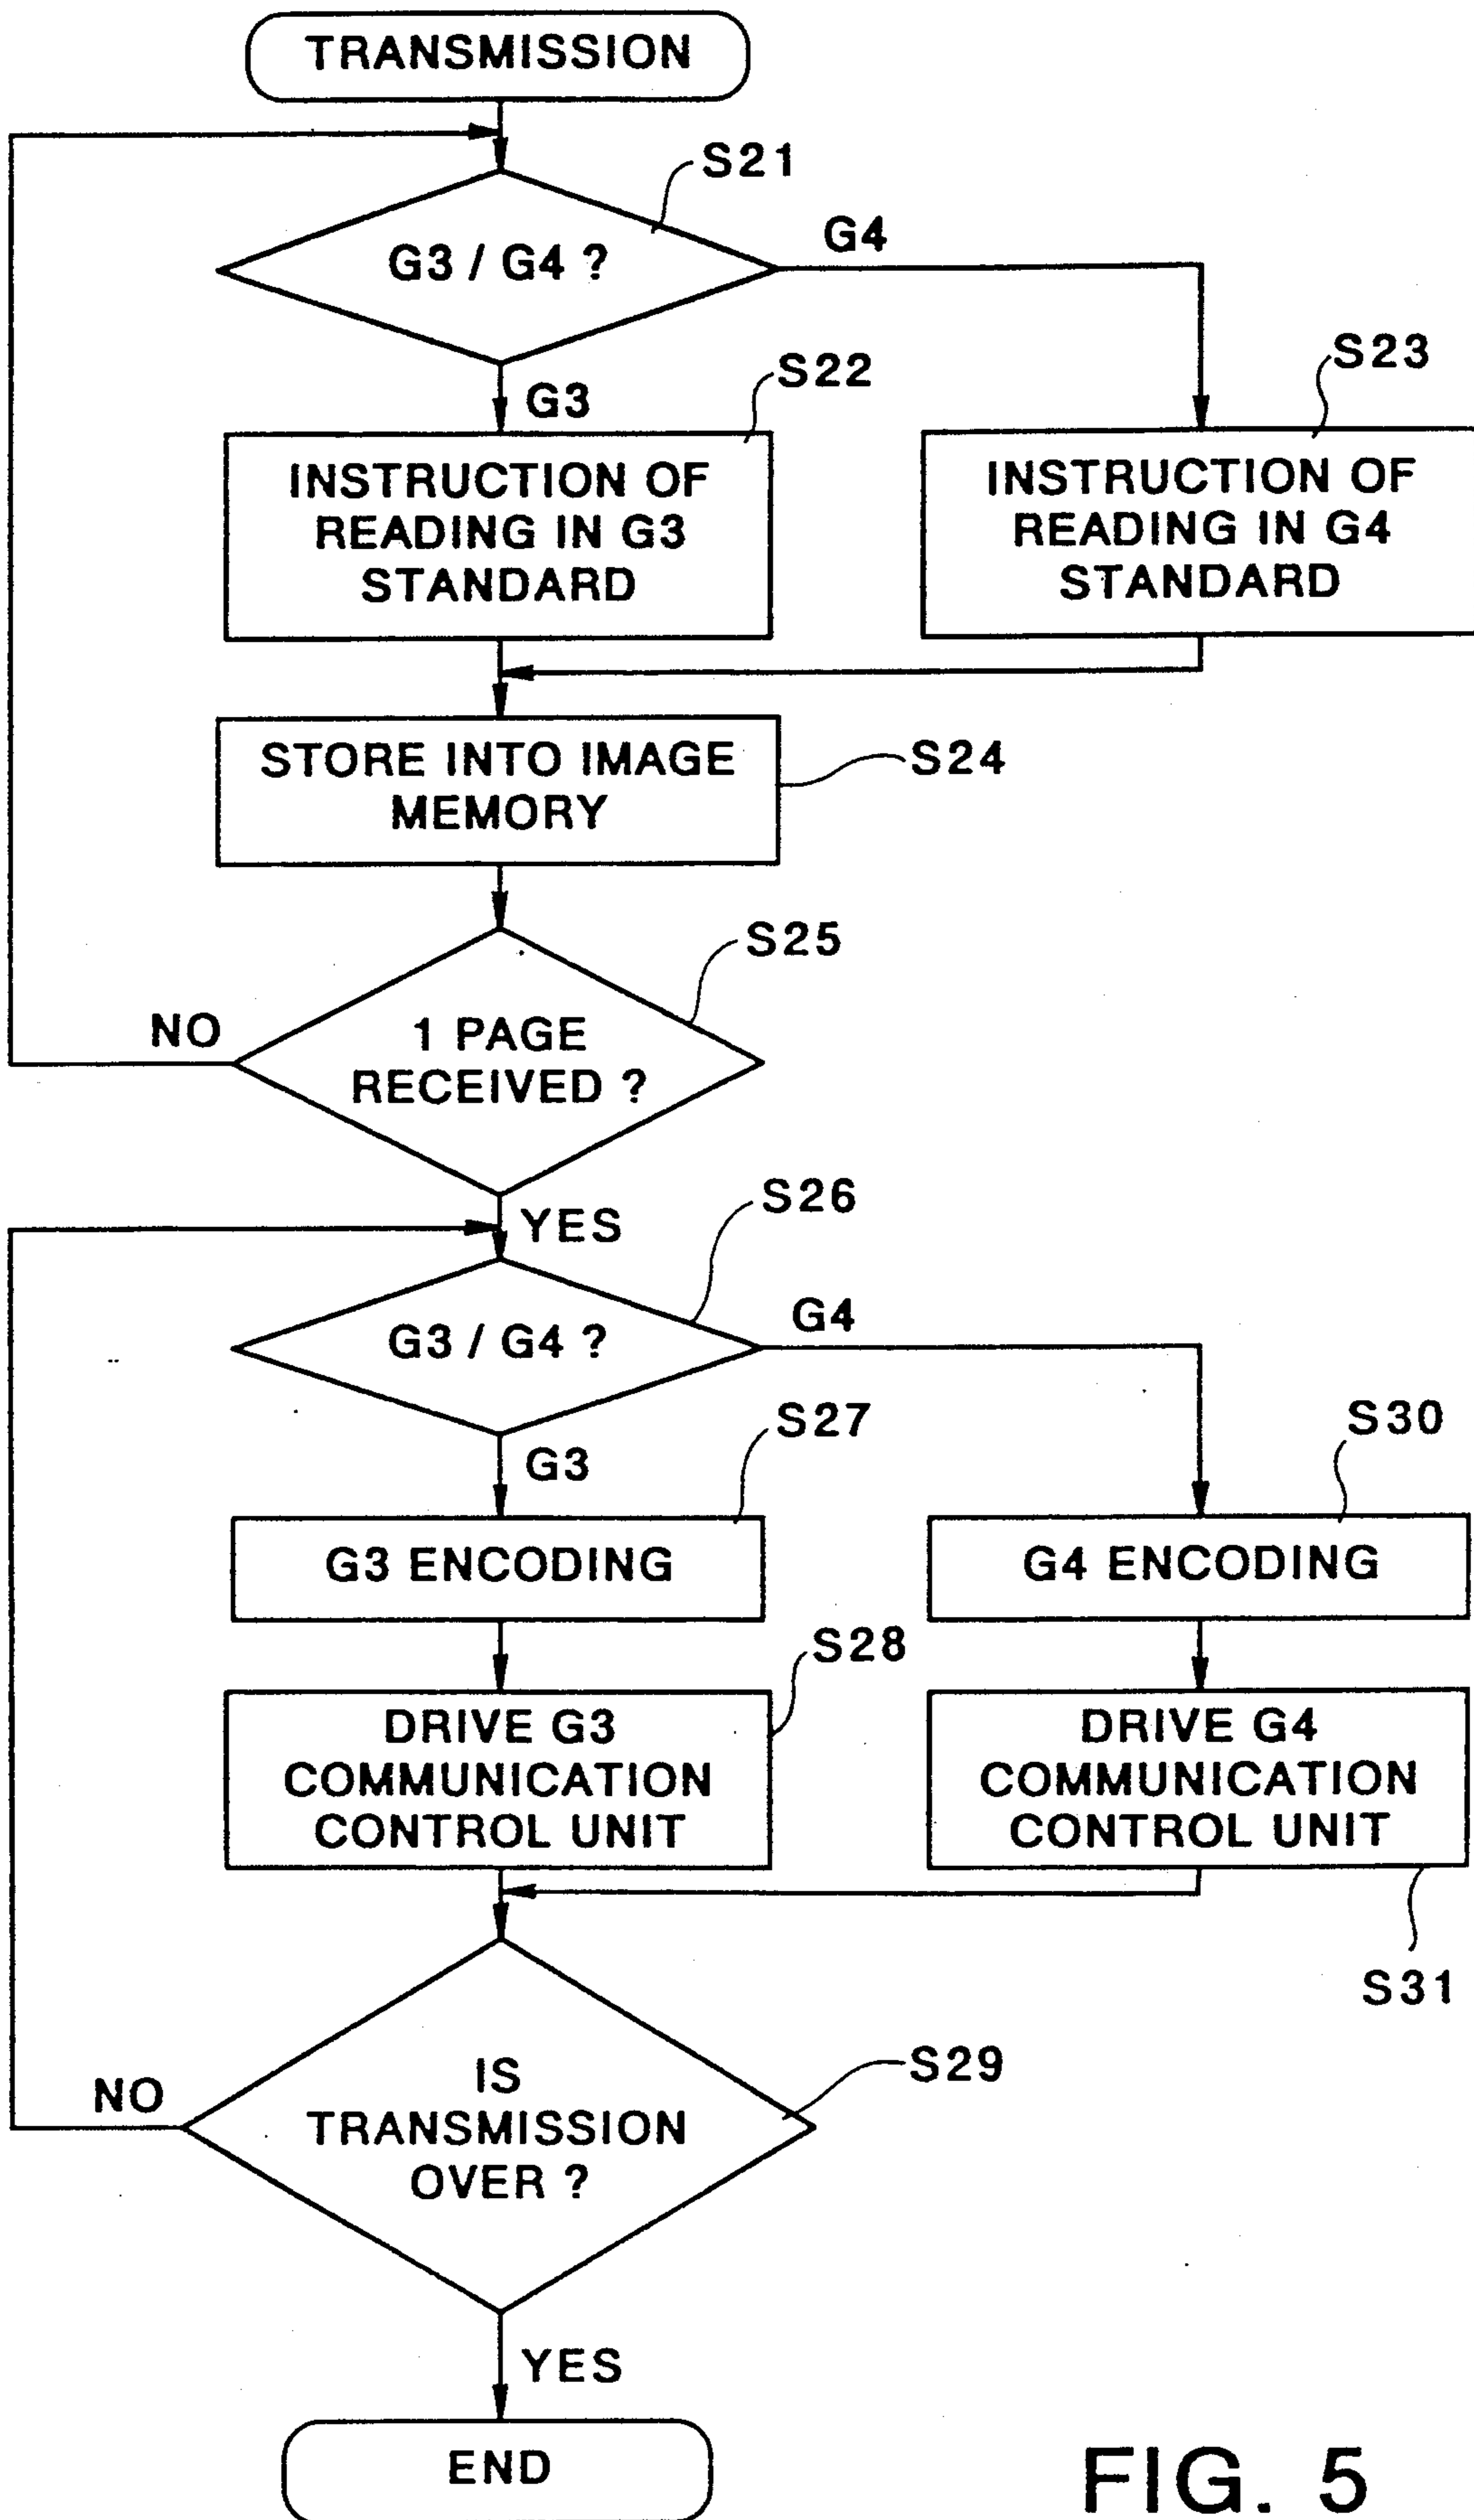 TRANSMISSION
S21
G3 / G4 ?
G4
S22
S23
G3
INSTRUCTION OF
READING IN G3
STANDARD
INSTRUCTION OF
READING IN G4
STANDARD
STORE INTO IMAGE
MEMORY
S24
S25
NO
1 PAGE
RECEIVED ?
YES
S26
G3 / G4 ?
G4
S27
S30
G3
G3 ENCODING
G4 ENCODING
S28
DRIVE G3
COMMUNICATION
CONTROL UNIT
DRIVE G4
COMMUNICATION
CONTROL UNIT
S31
S29
NO
IS
TRANSMISSION
OVER ?
YES
END
FIG. 5